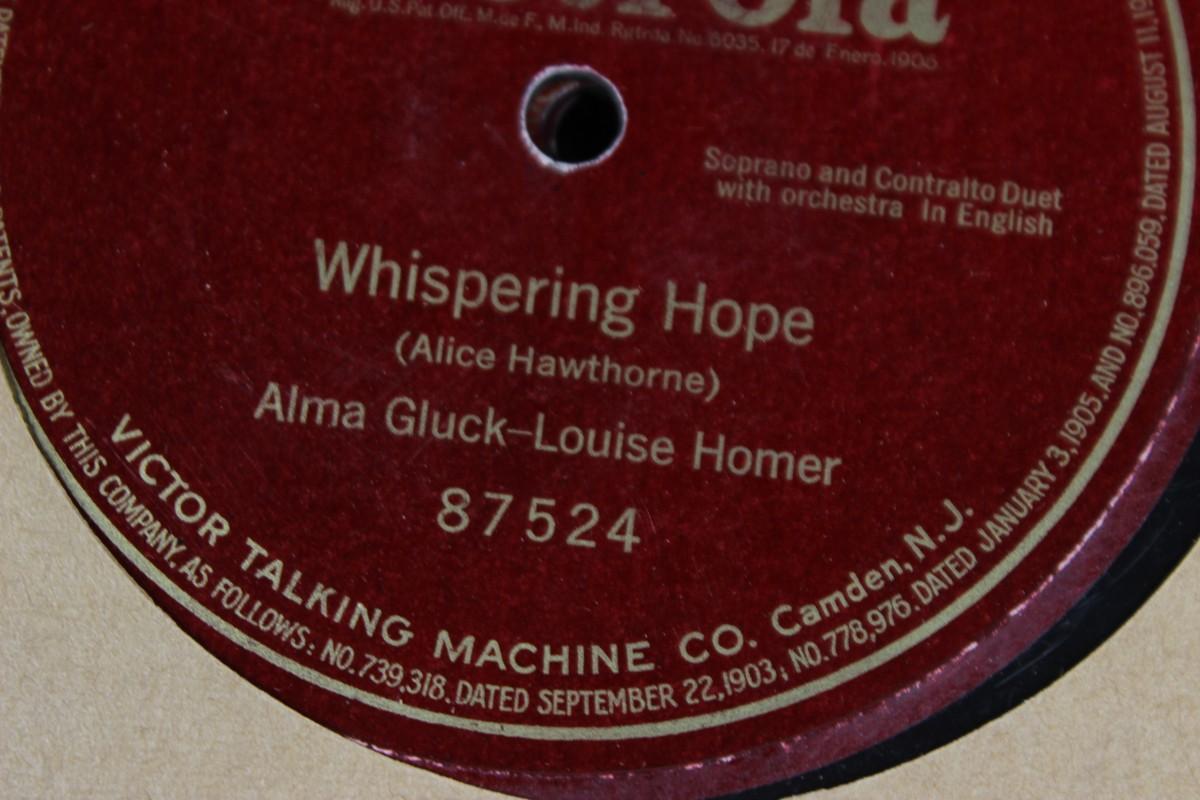 Reg. U.S. Pat. Off. M. de F., M. Ind. Rgtrda. No. 6035. 17 de Enero. 1906
Soprano and Contralto Duet
with orchestra In English
Whispering Hope
(Alice Hawthorne)
Alma Gluck–Louise Homer
87524
VICTOR TALKING MACHINE CO. Camden, N. J.
PATENTS, OWNED BY THIS COMPANY, AS FOLLOWS: NO. 739,318. DATED SEPTEMBER 22, 1903; NO. 778,976. DATED JANUARY 3, 1905. AND NO. 896,059. DATED AUGUST 11,